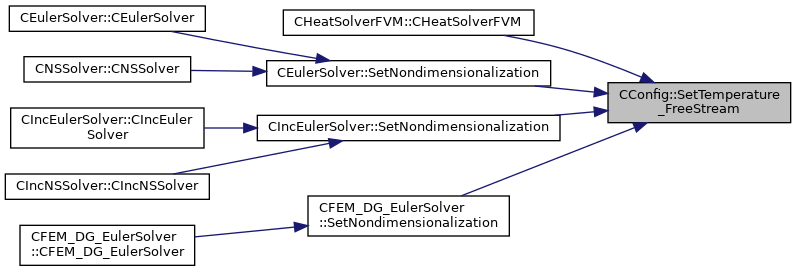 CEulerSolver::CEulerSolver
CHeatSolverFVM::CHeatSolverFVM
CNSSolver::CNSSolver
CEulerSolver::SetNondimensionalization
CConfig::SetTemperature
_FreeStream
CIncEulerSolver::CIncEuler
Solver
CIncEulerSolver::SetNondimensionalization
CIncNSSolver::CIncNSSolver
CFEM_DG_EulerSolver
::SetNondimensionalization
CFEM_DG_EulerSolver
::CFEM_DG_EulerSolver